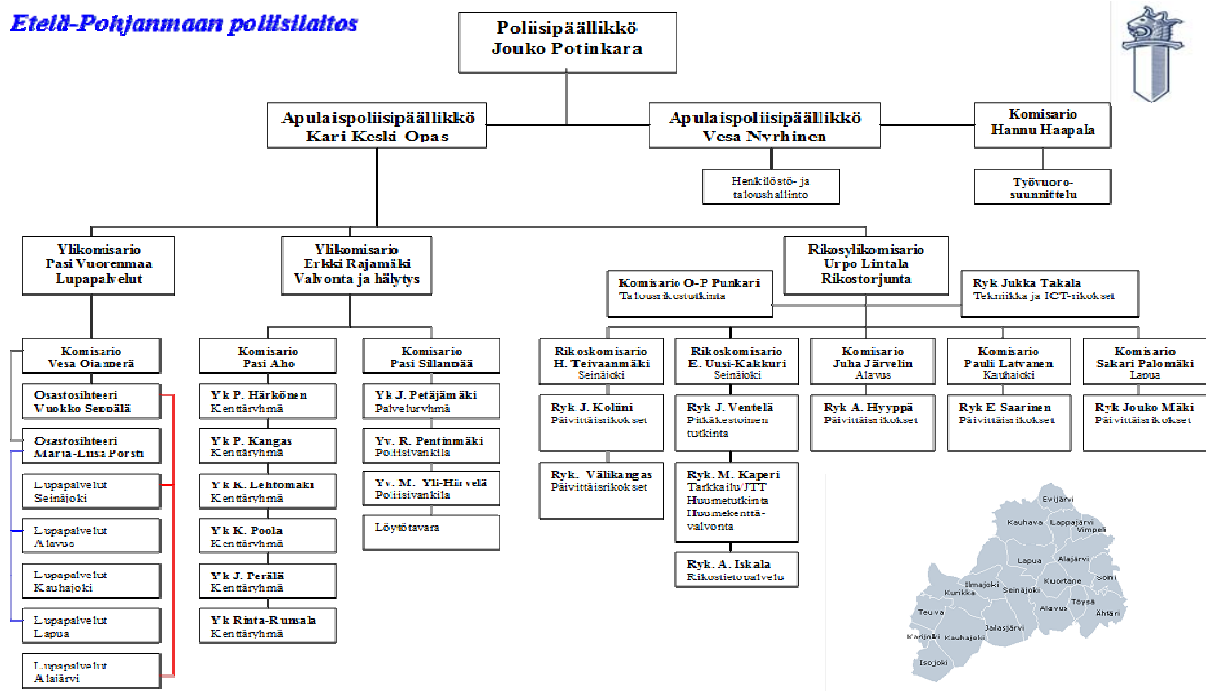 Etelä-Pohjanmaan poliisilaitos
Poliisipäällikkö
Jouko Potinkara
Apulaispoliisipäällikkö
Kari Keski-Opas
Apulaispoliisipäällikkö
Vesa Nyrhinen
Komisario
Hannu Haapala
Henkilöstö- ja
taloushallinto
Työvuoro-
suunnittelu
Ylikomisario
Pasi Vuorenmaa
Lupapalvelut
Ylikomisario
Erkki Rajamäki
Valvonta ja hälytys
Rikosylikomisario
Urpo Lintala
Rikostorjunta
Komisario O-P Punkari
Talousrikostutkinta
Ryk Jukka Takala
Tekniikka ja ICT-rikokset
Komisario
Vesa Ojanperä
Osastosihteeri
Vuokko Seppälä
Osastosihteeri
Marja-Liisa Porsti
Lupapalvelut
Seinäjoki
Lupapalvelut
Alavus
Lupapalvelut
Kauhajoki
Lupapalvelut
Lapua
Lupapalvelut
Alajärvi
Komisario
Pasi Aho
Yk P. Härkönen
Kenttäryhmä
Yk P. Kangas
Kenttäryhmä
Yk K. Lehtomäki
Kenttäryhmä
Yk K. Poola
Kenttäryhmä
Yk J. Perälä
Kenttäryhmä
Yk Rinta-Runsala
Kenttäryhmä
Komisario
Pasi Sillanpää
Yk J. Petäjämäki
Palveluryhmä
Yv. R. Pentinmäki
Poliisivankila
Yv. M. Yli-Hirvelä
Poliisivankila
Löytötavara
Rikoskomisario
H. Teivaanmäki
Seinäjoki
Ryk J. Koliini
Päivittäisrikokset
Ryk.. Välikangas
Päivittäisrikokset
Rikoskomisario
E. Uusi-Kakkuri
Seinäjoki
Ryk J. Ventelä
Pitkäkestoinen
tutkinta
Ryk. M. Kaperi
Tarkkailu/JTT
Huumetutkinta
Huumekenttä-
valvonta
Ryk. A. Iskala
Rikostietopalvelu
Komisario
Juha Järvelin
Alavus
Ryk A. Hyyppä
Päivittäisrikokset
Komisario
Pauli Latvanen
Kauhajoki
Ryk E Saarinen
Päivittäisrikokset
Komisario
Sakari Palomäki
Lapua
Ryk Jouko Mäki
Päivittäisrikokset
Evijärvi
Kauhava
Lappajärvi
Vimpeli
Lapua
Alajärvi
Ilmajoki
Kurikka
Seinäjoki
Kuortane
Soini
Teuva
Alavus
Töysä
Ähtäri
Karijoki
Kauhajoki
Jalasjärvi
Isojoki